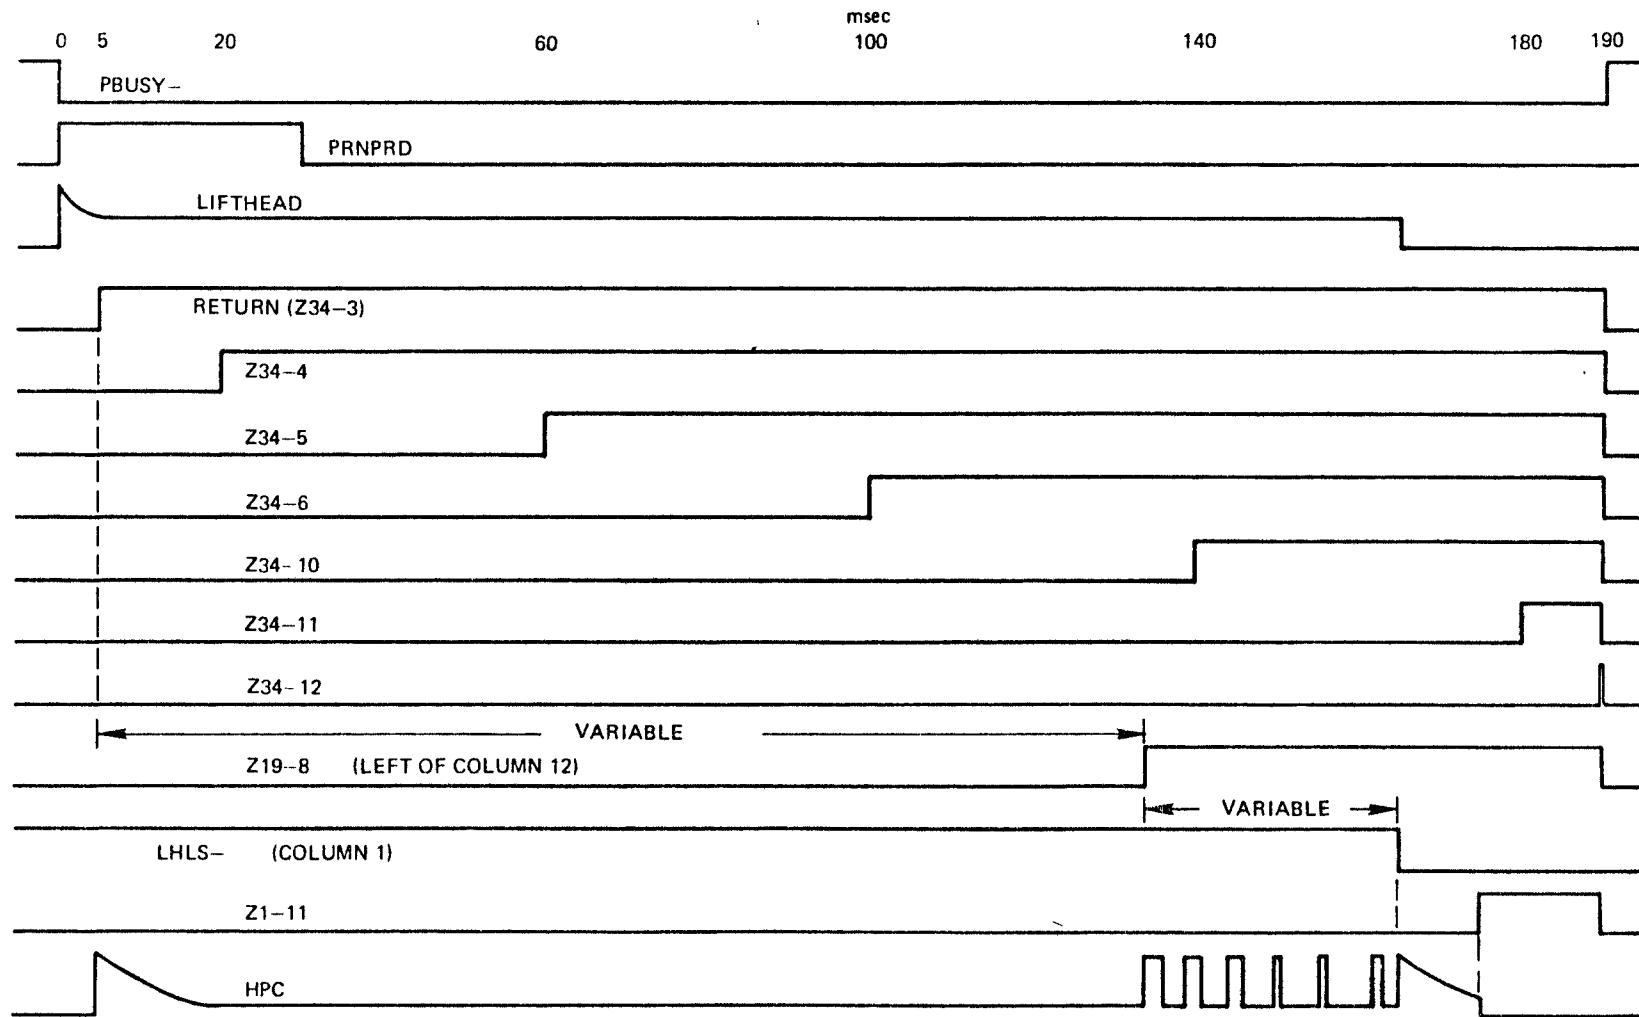 msec
0 5 20 60 100 140 180 190
PBUSY–
PRNPRD
LIFTHEAD
RETURN (Z34–3)
Z34–4
Z34–5
Z34–6
Z34–10
Z34–11
Z34–12
VARIABLE
Z19–8 (LEFT OF COLUMN 12)
VARIABLE
LHLS– (COLUMN 1)
Z1–11
HPC